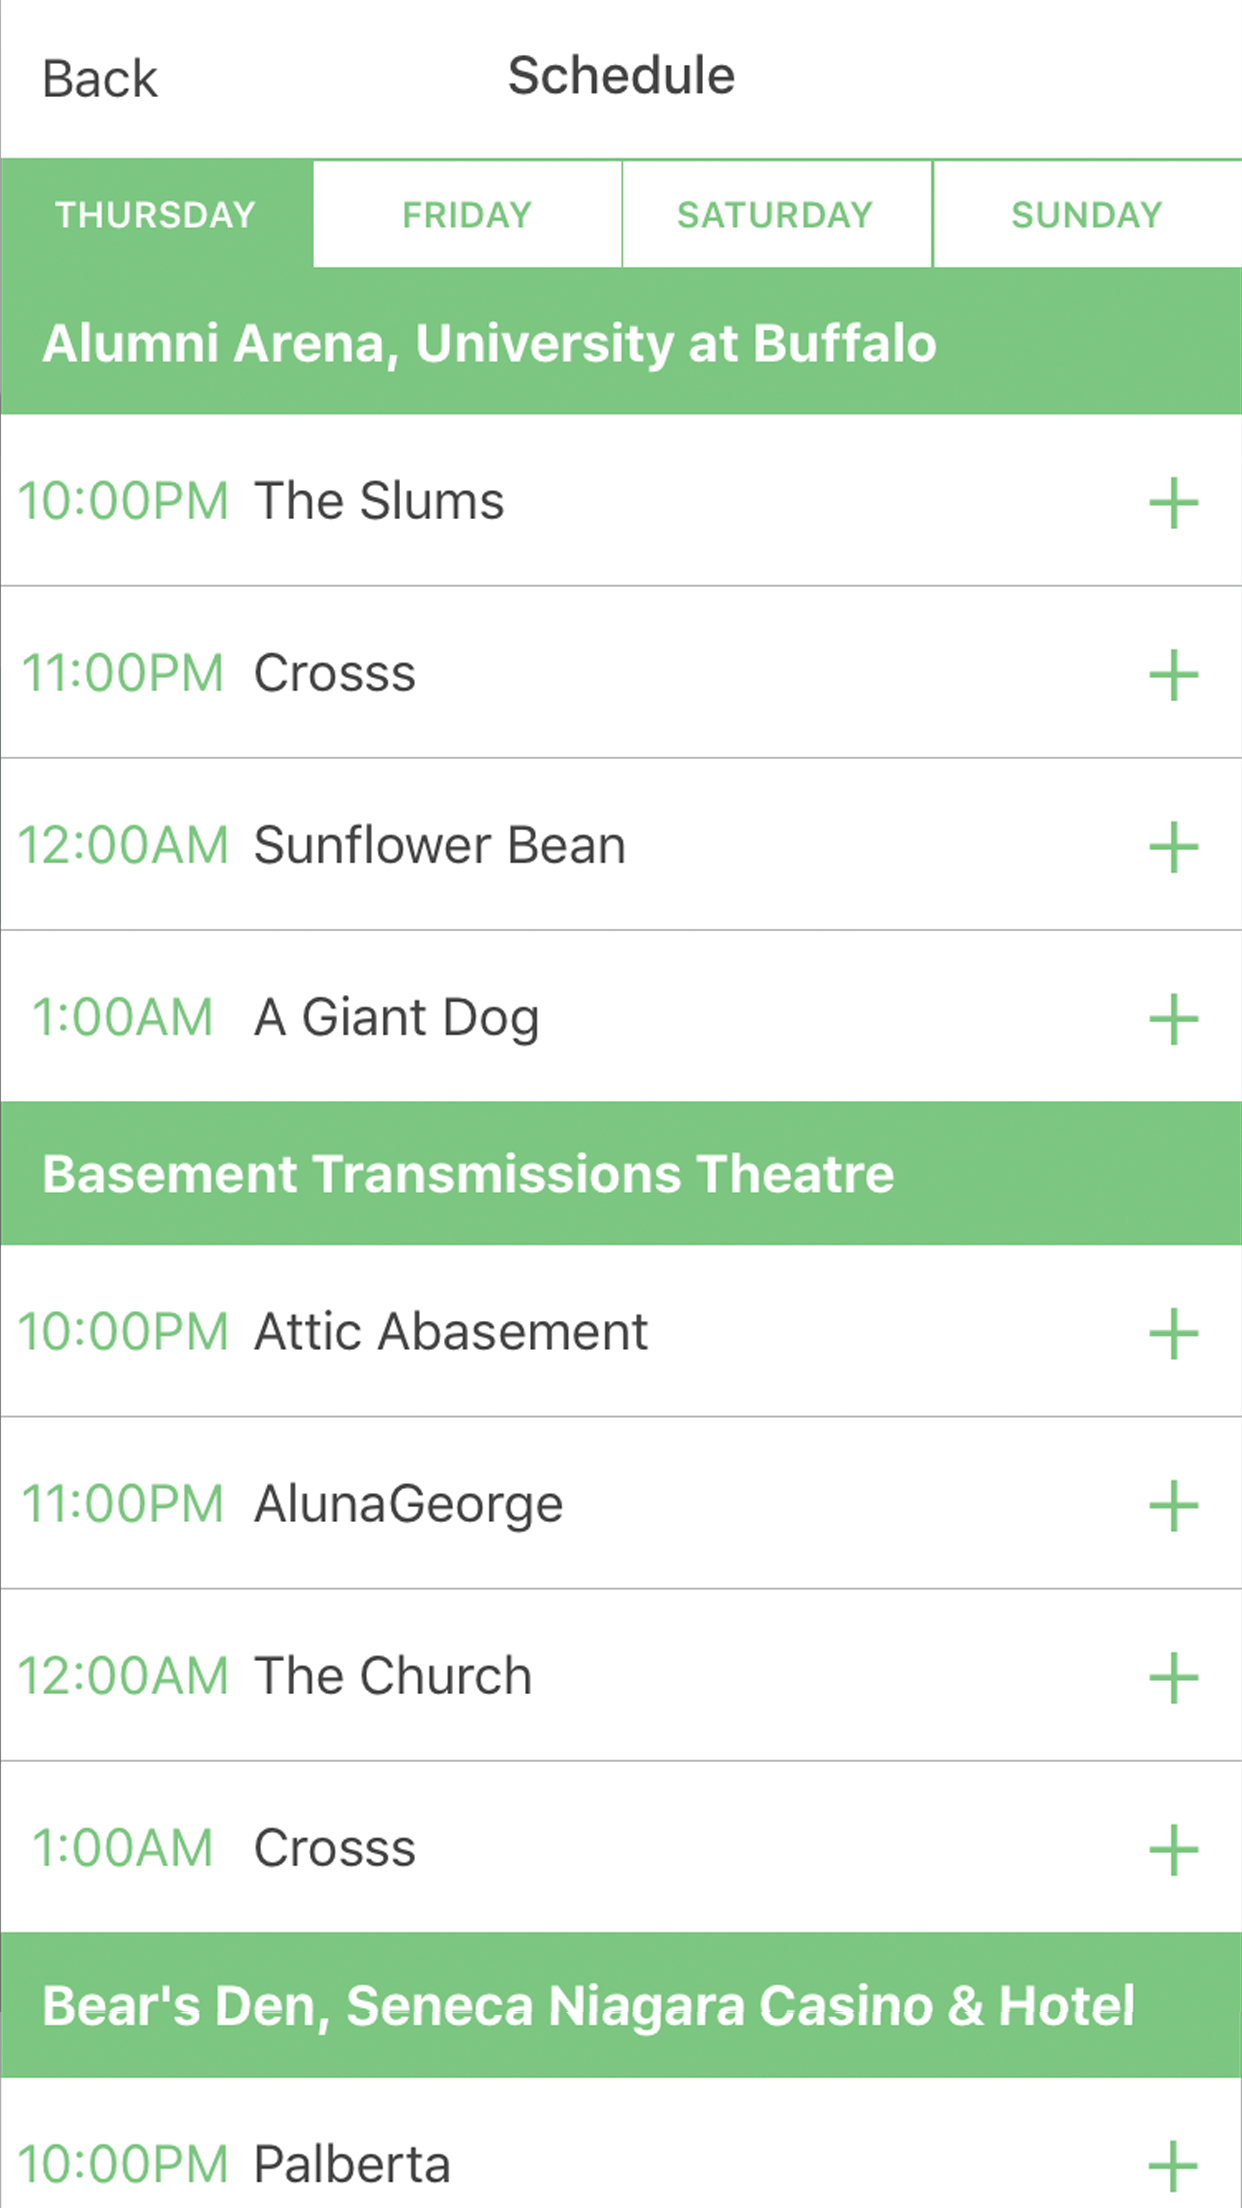 Back Schedule
THURSDAY FRIDAY SATURDAY SUNDAY
Alumni Arena, University at Buffalo
10:00PM The Slums +
11:00PM Crosss +
12:00AM Sunflower Bean +
1:00AM A Giant Dog +
Basement Transmissions Theatre
10:00PM Attic Abasement +
11:00PM AlunaGeorge +
12:00AM The Church +
1:00AM Crosss +
Bear's Den, Seneca Niagara Casino & Hotel
10:00PM Palberta +